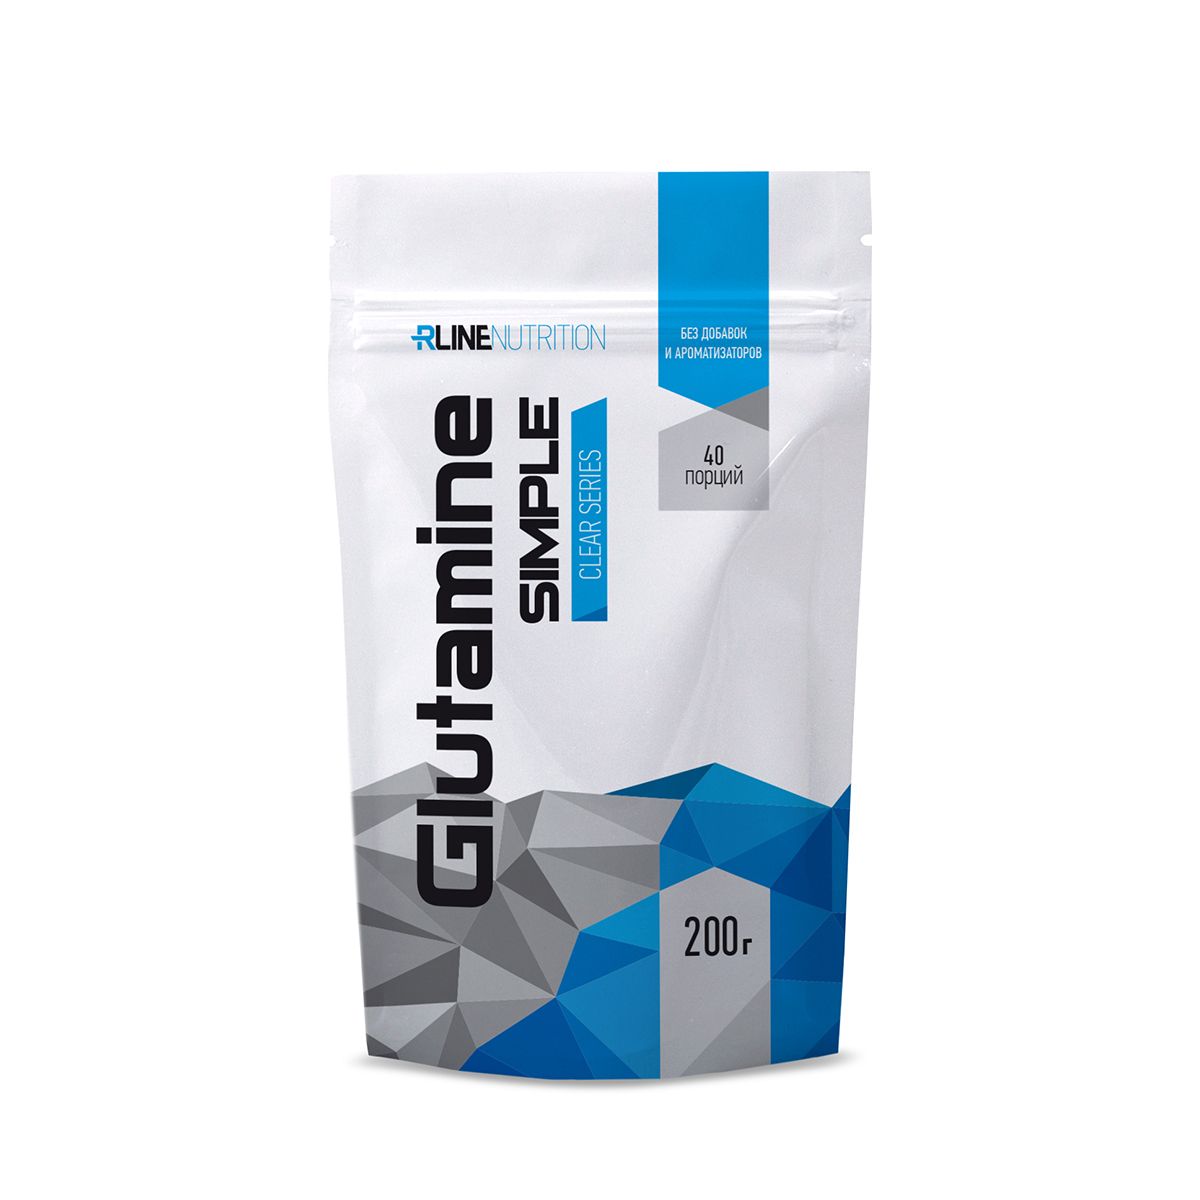 RLINENUTRITION
БЕЗ ДОБАВОК
И АРОМАТИЗАТОРОВ
40
порций
Glutamine
SIMPLE
CLEAR SERIES
200г